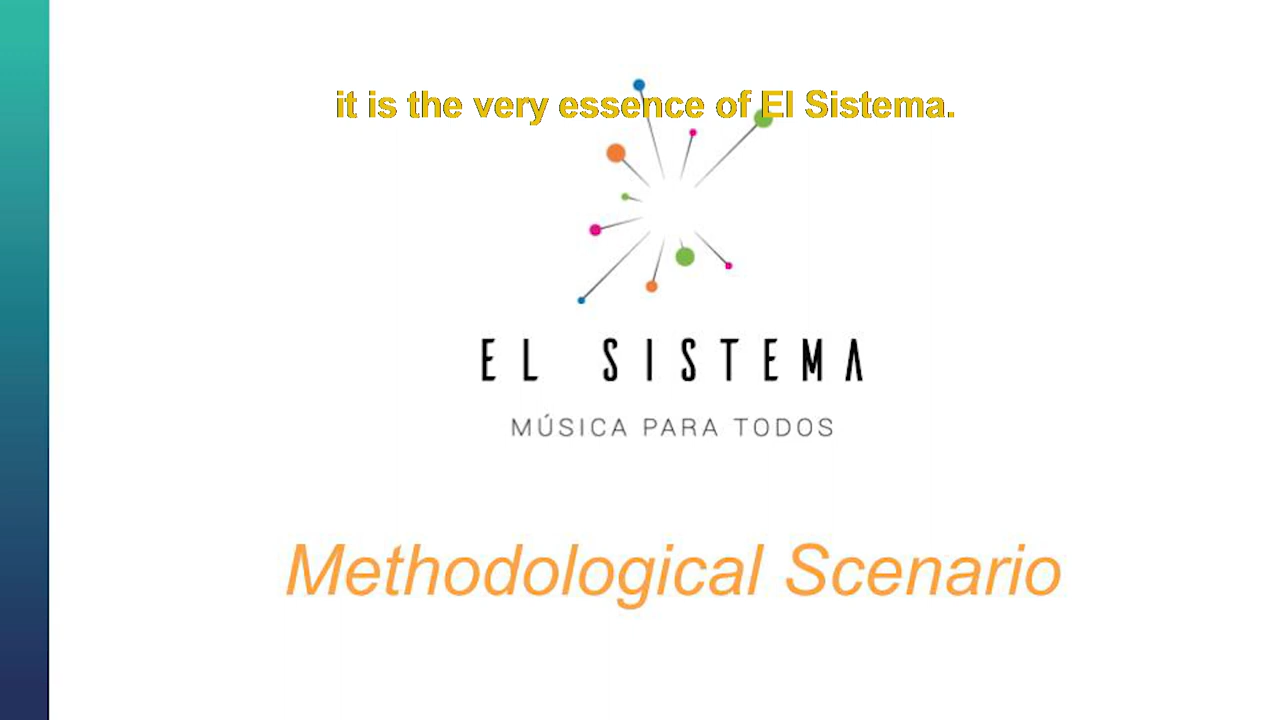 it is the very essence of El Sistema.
EL SISTEMA
MÚSICA PARA TODOS
Methodological Scenario